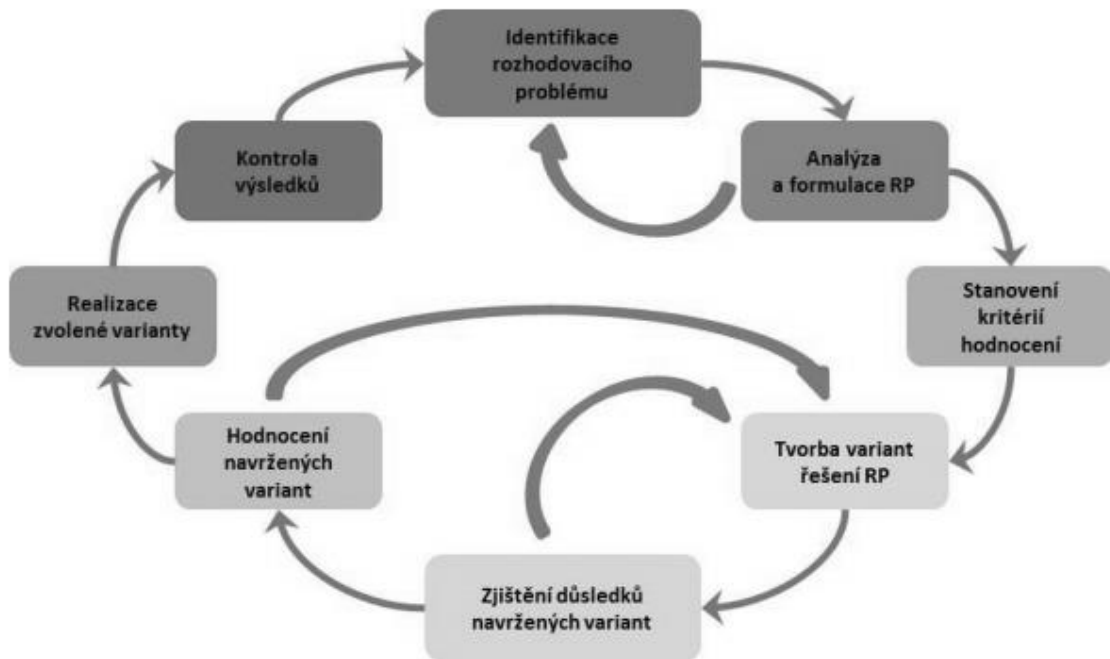 Identifikace
rozhodovacího
problému
Analýza
a formulace RP
Stanovení
kritérií
hodnocení
Tvorba variant
řešení RP
Zjištění důsledků
navržených variant
Hodnocení
navržených
variant
Realizace
zvolené varianty
Kontrola
výsledků